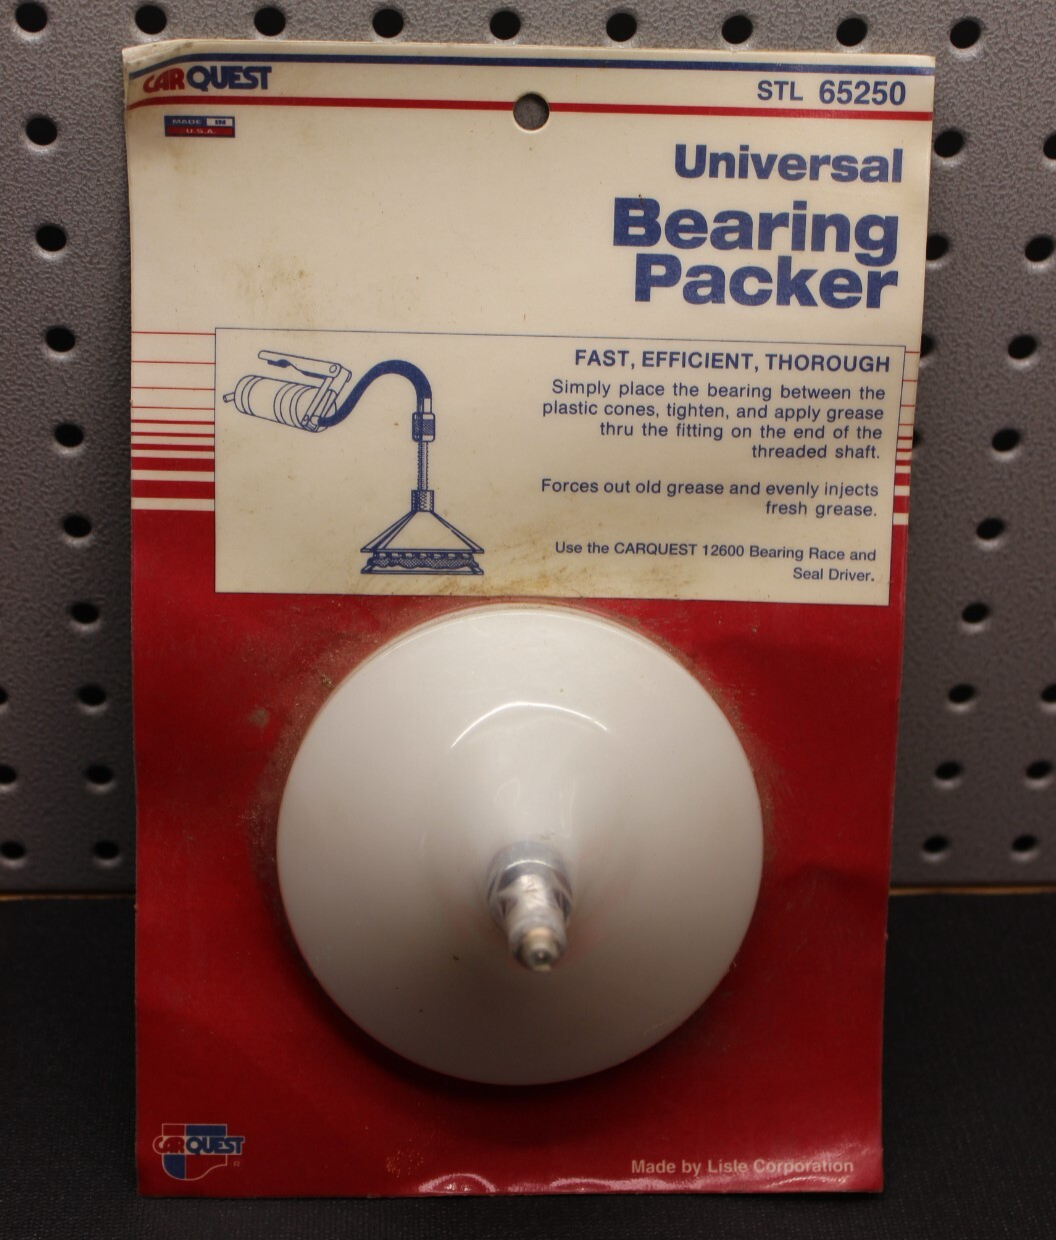 CARQUEST
STL 65250
MADE IN
U.S.A.
Universal
Bearing
Packer
FAST, EFFICIENT, THOROUGH
Simply place the bearing between the
plastic cones, tighten, and apply grease
thru the fitting on the end of the
threaded shaft.
Forces out old grease and evenly injects
fresh grease.
Use the CARQUEST 12600 Bearing Race and
Seal Driver.
CARQUEST
Made by Lisle Corporation